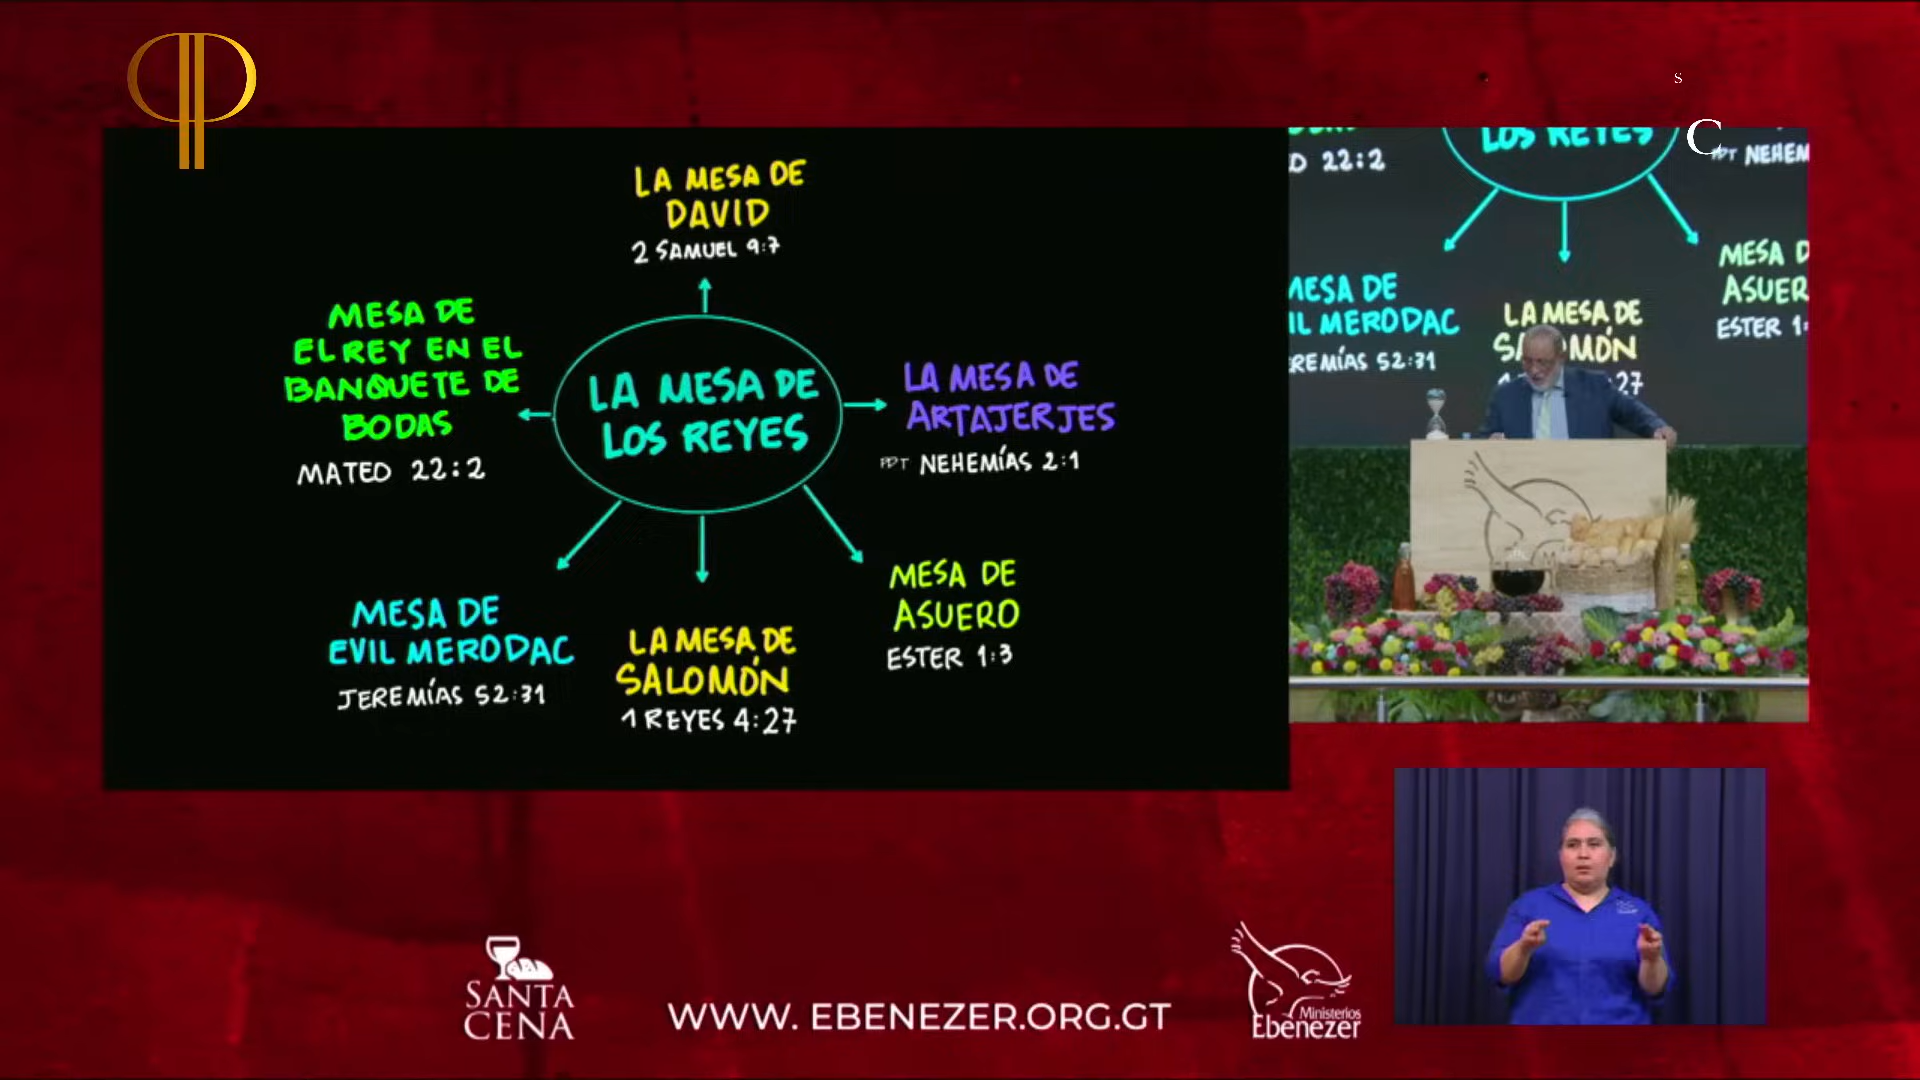 LA MESA DE
DAVID
2 SAMUEL 9:7
MESA DE
EL REY EN EL
BANQUETE DE
BODAS
MATEO 22:2
LA MESA DE
LOS REYES
LA MESA DE
ARTAJERJES
PDT NEHEMÍAS 2:1
MESA DE
EVIL MERODAC
JEREMÍAS 52:31
LA MESA DE
SALOMÓN
1 REYES 4:27
MESA DE
ASUERO
ESTER 1:3
S
C
LOS REYES
22:2
PDT NEHEM
MESA DE
IL MERODAC
REMÍAS 52:31
LA MESA DE
SALOMÓN
27
MESA D
ASUER
ESTER 1:
SANTA
CENA
WWW. EBENEZER.ORG.GT
Ministerios
Ebenezer